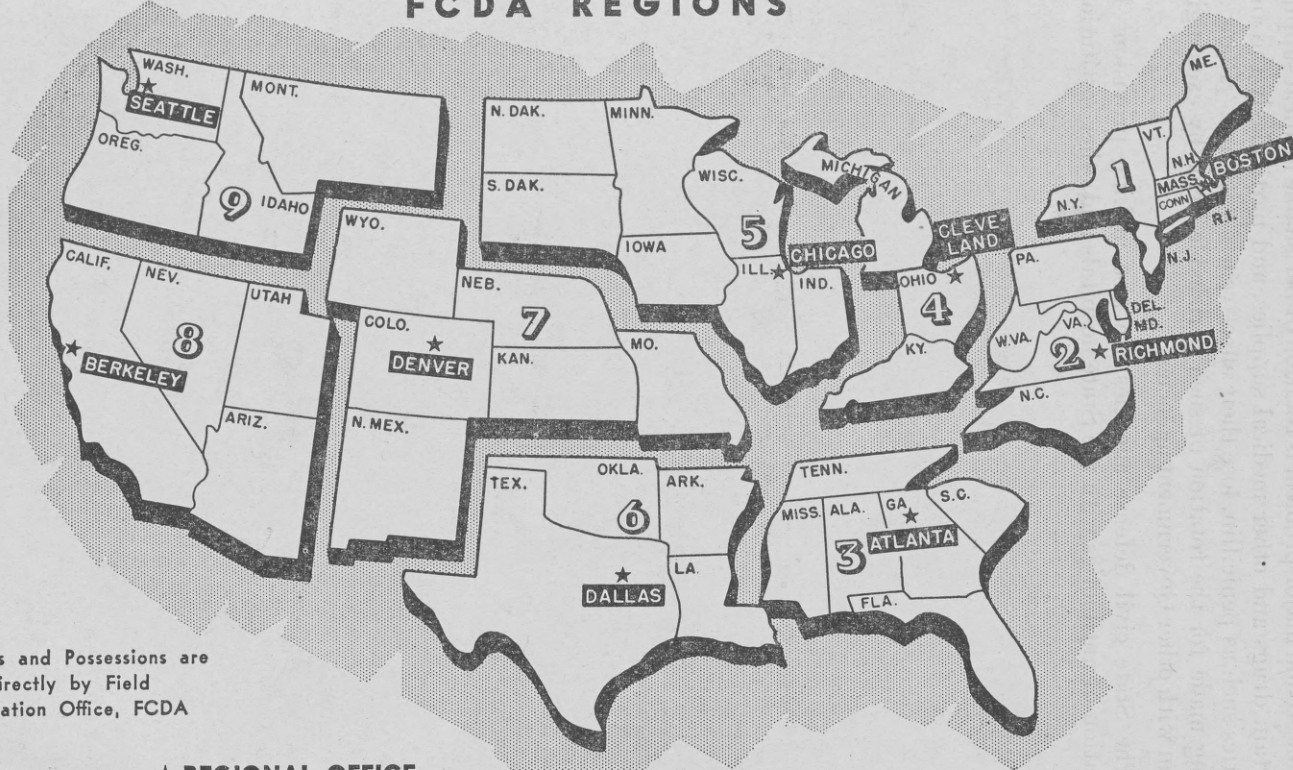 FCDA REGIONS
WASH.
SEATTLE
OREG.
MONT.
9
IDAHO
CALIF.
NEV.
UTAH
8
BERKELEY
ARIZ.
WYO.
NEB.
7
COLO.
DENVER
KAN.
MO.
N. MEX.
N. DAK.
MINN.
S. DAK.
WISC.
IOWA
5
ILL.
CHICAGO
IND.
MICHIGAN
CLEVE-
LAND
OHIO
4
KY.
ME.
VT.
N.H.
1
BOSTON
MASS.
CONN
N.Y.
R.I.
N.J.
PA.
DEL.
MD.
W.VA.
VA.
2
RICHMOND
N.C.
TEX.
OKLA.
ARK.
6
LA.
DALLAS
TENN.
MISS.
ALA.
GA
S.C.
3
ATLANTA
FLA.
and Possessions are
by Field
Office, FCDA
REGIONAL OFFICE